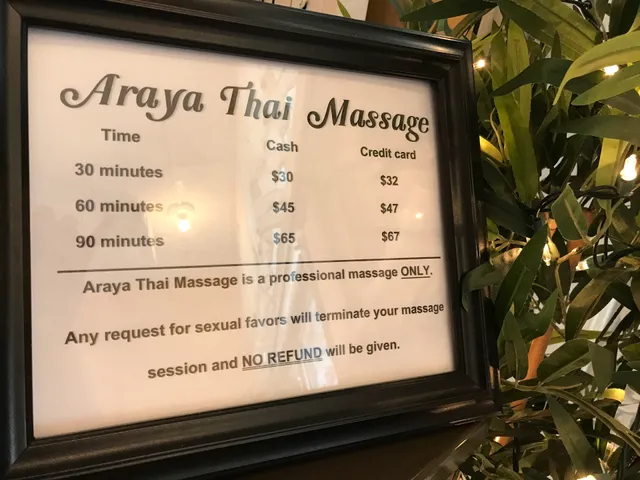 Araya Thai Massage
Time Cash Credit card
30 minutes $30 $32
60 minutes $45 $47
90 minutes $65 $67
Araya Thai Massage is a professional massage ONLY.
Any request for sexual favors will terminate your massage
session and NO REFUND will be given.